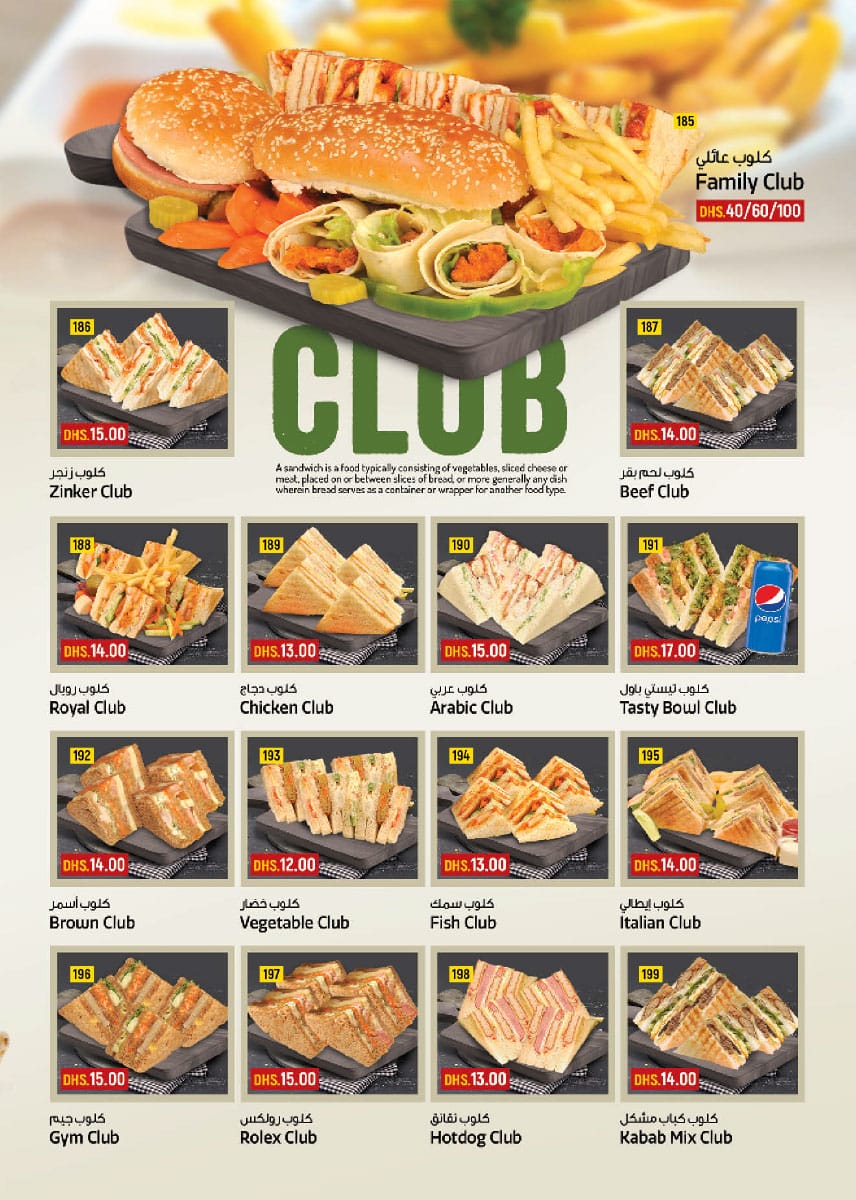 185
كلوب عائلي
Family Club
DHS.40/60/100
186
DHS.15.00
كلوب زنجر
Zinker Club
CLUB
A sandwich is a food typically consisting of vegetables, sliced cheese or
meat, placed on or between slices of bread, or more generally any dish
wherein bread serves as a container or wrapper for another food type.
187
DHS.14.00
كلوب لحم بقر
Beef Club
188
DHS.14.00
كلوب رويال
Royal Club
189
DHS.13.00
كلوب دجاج
Chicken Club
190
DHS.15.00
كلوب عربي
Arabic Club
191
pepsi
DHS.17.00
كلوب تيستي باول
Tasty Bowl Club
192
DHS.14.00
كلوب أسمر
Brown Club
193
DHS.12.00
كلوب خضار
Vegetable Club
194
DHS.13.00
كلوب سمك
Fish Club
195
DHS.14.00
كلوب إيطالي
Italian Club
196
DHS.15.00
كلوب جيم
Gym Club
197
DHS.15.00
كلوب رولكس
Rolex Club
198
DHS.13.00
كلوب نقانق
Hotdog Club
199
DHS.14.00
كلوب كباب مشكل
Kabab Mix Club